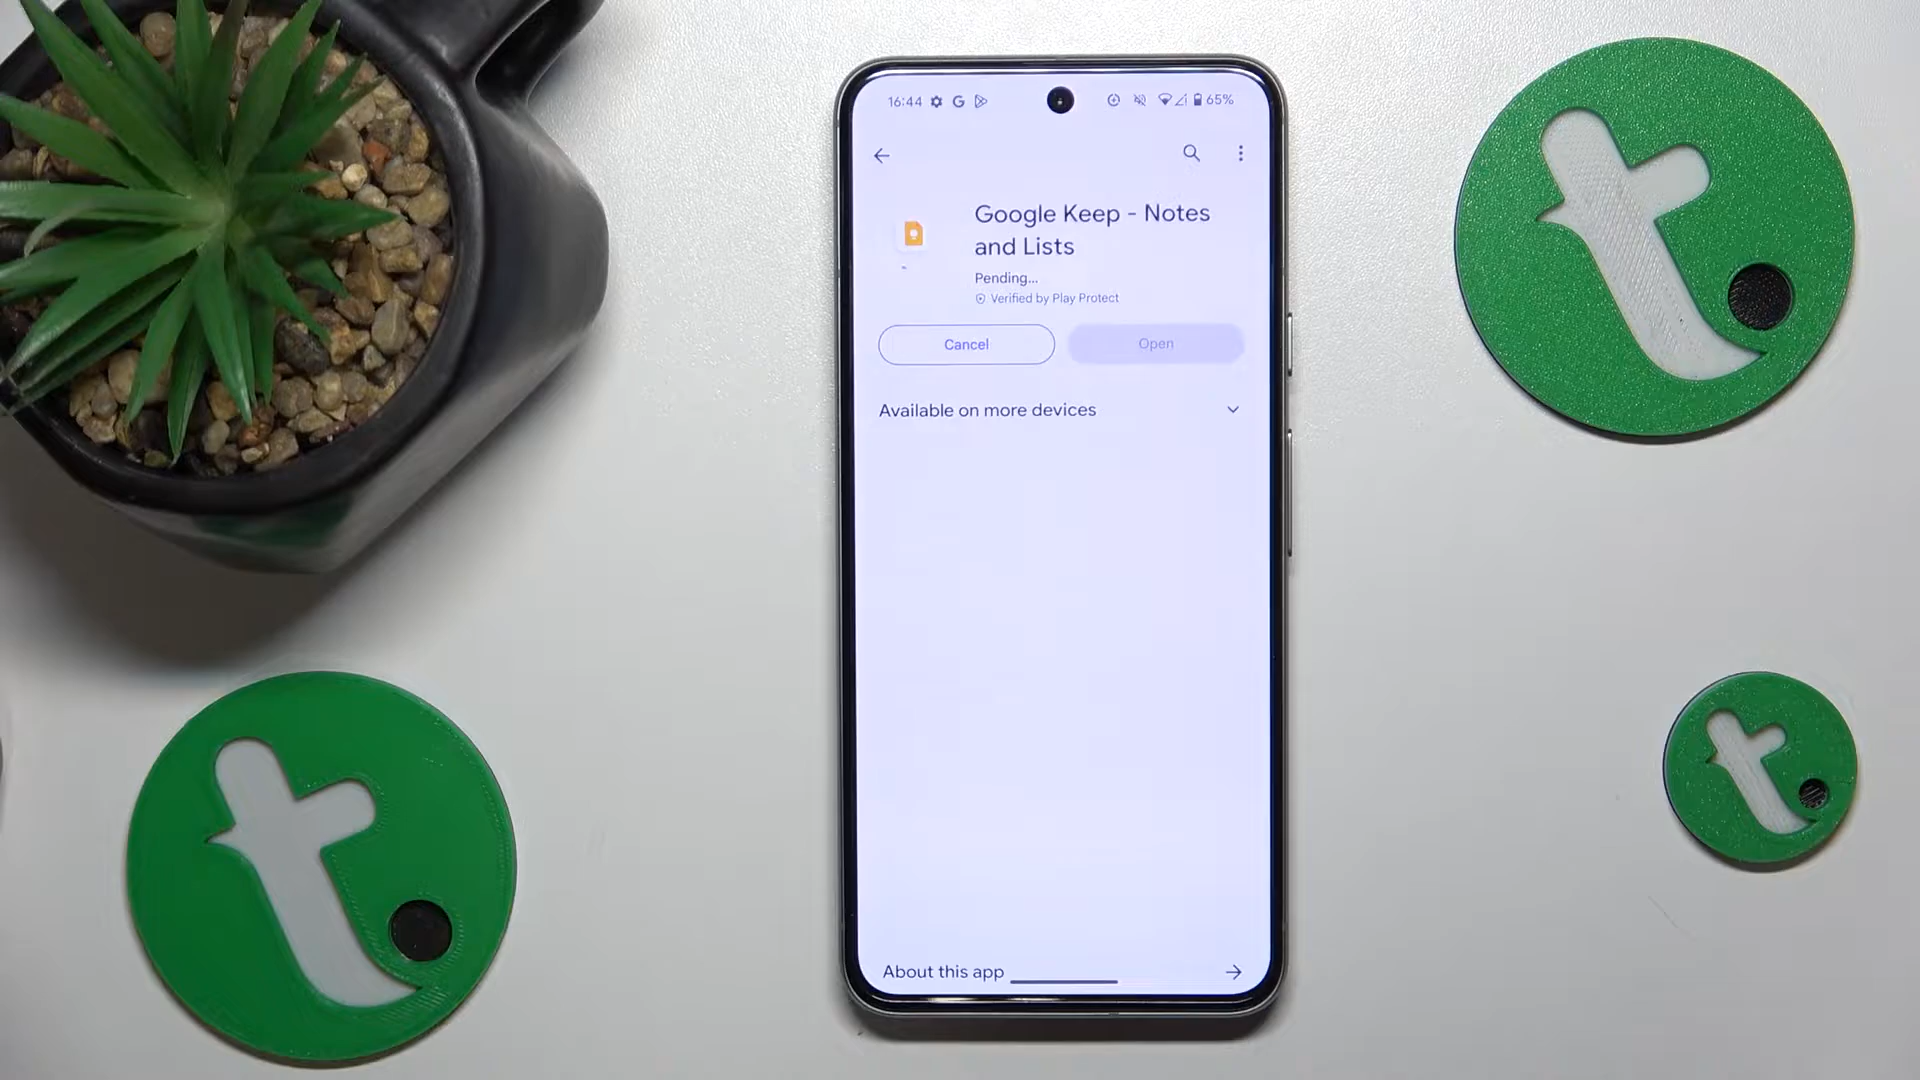 16:44 G 65%
Google Keep - Notes
and Lists
Pending...
Verified by Play Protect
Cancel Open
Available on more devices
About this app
t
t
t